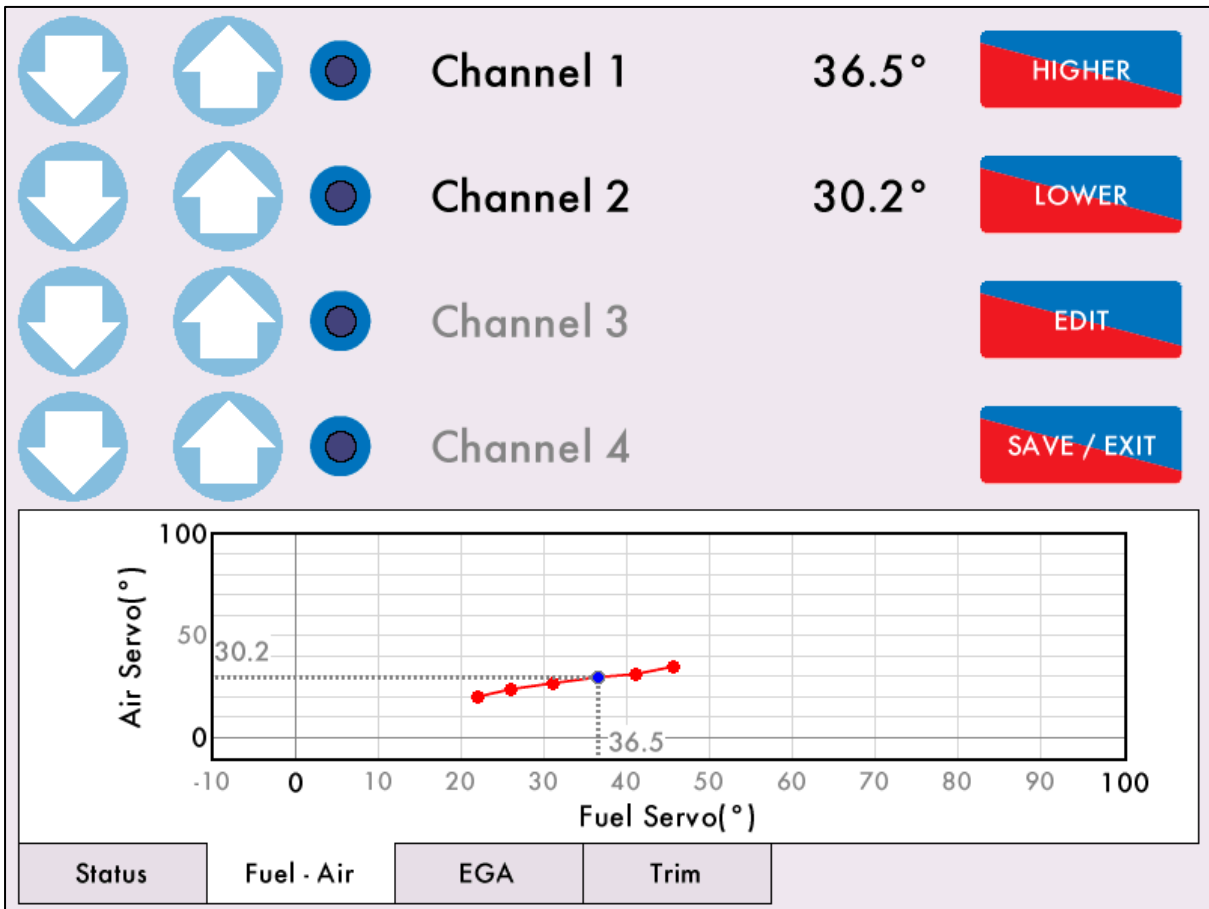 Channel 1 36.5° HIGHER
Channel 2 30.2° LOWER
Channel 3 EDIT
Channel 4 SAVE / EXIT
100
Air Servo(°)
50
30.2
0
36.5
-10 0 10 20 30 40 50 60 70 80 90 100
Fuel Servo(°)
Status Fuel - Air EGA Trim